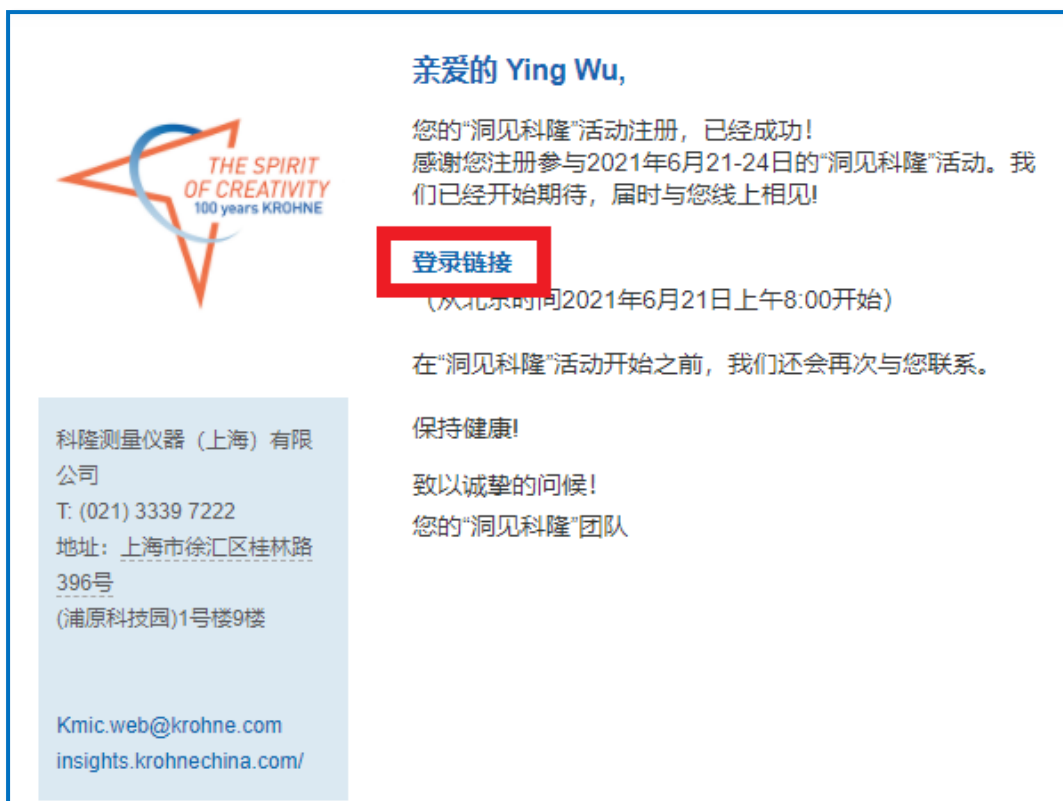 亲爱的 Ying Wu,
您的“洞见科隆”活动注册，已经成功！
感谢您注册参与2021年6月21-24日的“洞见科隆”活动。我
们已经开始期待，届时与您线上相见!
登录链接
（从北京时间2021年6月21日上午8:00开始）
在“洞见科隆”活动开始之前，我们还会再次与您联系。
保持健康!
致以诚挚的问候！
您的“洞见科隆”团队
THE SPIRIT
OF CREATIVITY
100 years KROHNE
科隆测量仪器（上海）有限
公司
T: (021) 3339 7222
地址：上海市徐汇区桂林路
396号
(浦原科技园)1号楼9楼
Kmic.web@krohne.com
insights.krohnechina.com/